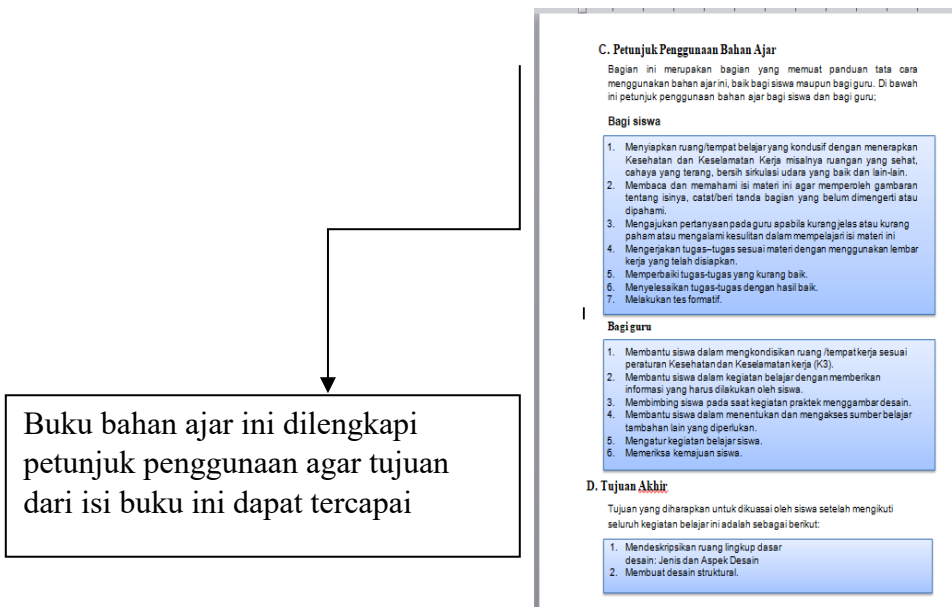 C. Petunjuk Penggunaan Bahan Ajar
Bagian ini merupakan bagian yang memuat panduan tata cara
menggunakan bahan ajar ini, baik bagi siswa maupun bagi guru. Di bawah
ini petunjuk penggunaan bahan ajar bagi siswa dan bagi guru;
Bagi siswa
1. Menyiapkan ruang/tempat belajar yang kondusif dengan menerapkan
Kesehatan dan Keselamatan Kerja misalnya ruangan yang sehat,
cahaya yang terang, bersih sirkulasi udara yang baik dan lain-lain.
2. Membaca dan memahami isi materi ini agar memperoleh gambaran
tentang isinya, catat/beri tanda bagian yang belum dimengerti atau
dipahami.
3. Mengajukan pertanyaan pada guru apabila kurang jelas atau kurang
paham atau mengalami kesulitan dalam mempelajari isi materi ini
4. Mengerjakan tugas–tugas sesuai materi dengan menggunakan lembar
kerja yang telah disiapkan.
5. Memperbaiki tugas-tugas yang kurang baik.
6. Menyelesaikan tugas-tugas dengan hasil baik.
7. Melakukan tes formatif.
Bagi guru
1. Membantu siswa dalam mengkondisikan ruang /tempat kerja sesuai
peraturan Kesehatan dan Keselamatan kerja (K3).
2. Membantu siswa dalam kegiatan belajar dengan memberikan
informasi yang harus dilakukan oleh siswa.
3. Membimbing siswa pada saat kegiatan praktek menggambar desain.
4. Membantu siswa dalam menentukan dan mengakses sumber belajar
tambahan lain yang diperlukan.
5. Mengatur kegiatan belajar siswa.
6. Memeriksa kemajuan siswa.
D. Tujuan Akhir
Tujuan yang diharapkan untuk dikuasai oleh siswa setelah mengikuti
seluruh kegiatan belajar ini adalah sebagai berikut:
1. Mendeskripsikan ruang lingkup dasar
desain: Jenis dan Aspek Desain
2. Membuat desain struktural.
Buku bahan ajar ini dilengkapi
petunjuk penggunaan agar tujuan
dari isi buku ini dapat tercapai